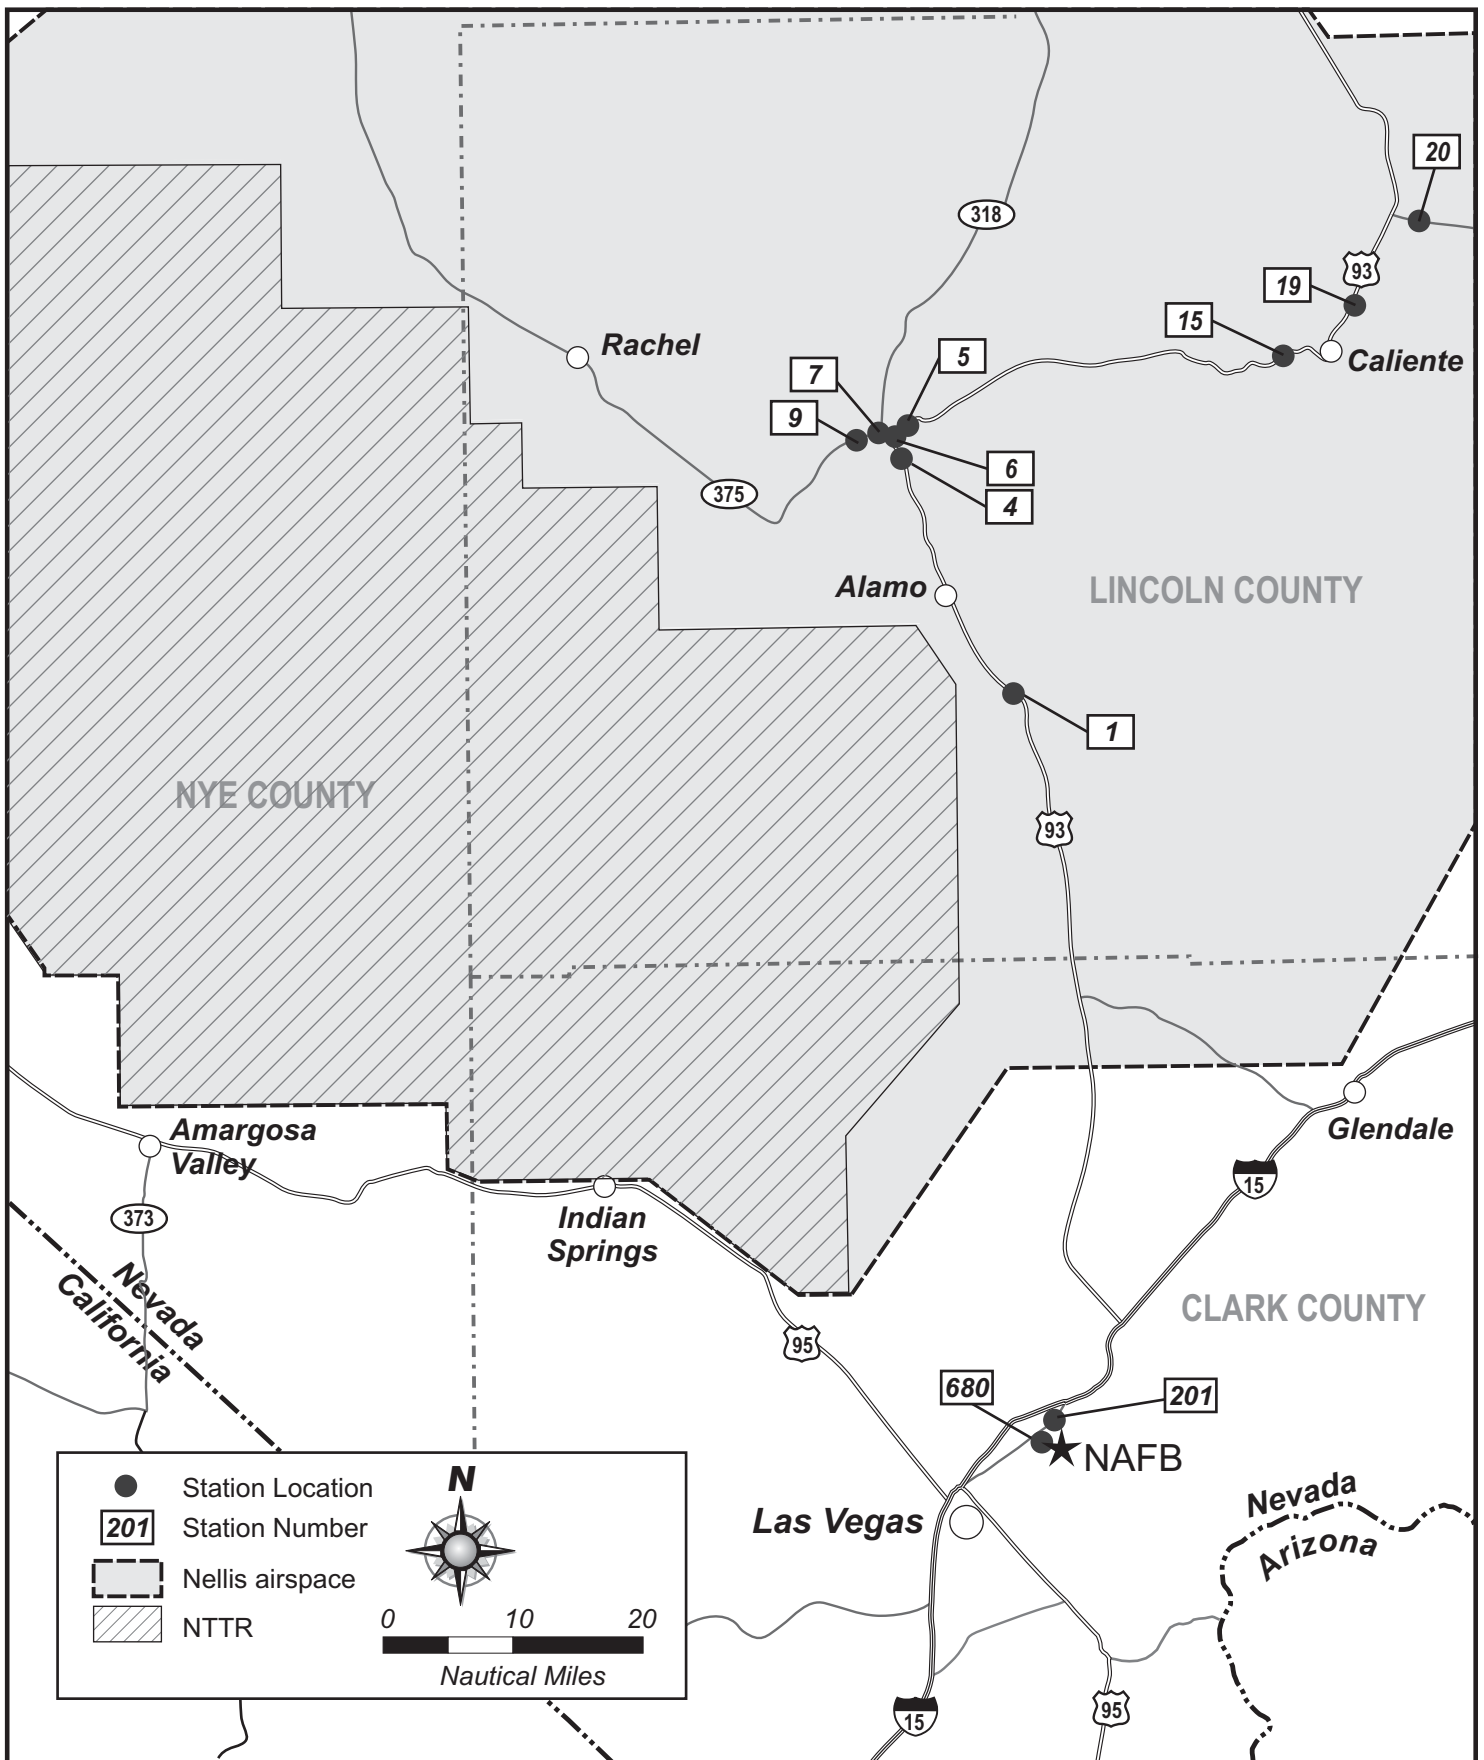 20
318
93
19
15
Rachel
5
Caliente
7
9
6
375
4
Alamo
LINCOLN COUNTY
1
NYE COUNTY
93
Amargosa
Valley
Glendale
15
373
Indian
Springs
Nevada
California
CLARK COUNTY
95
680
201
NAFB
Las Vegas
Nevada
Arizona
Station Location
201
Station Number
Nellis airspace
NTTR
N
0 10 20
Nautical Miles
15
95